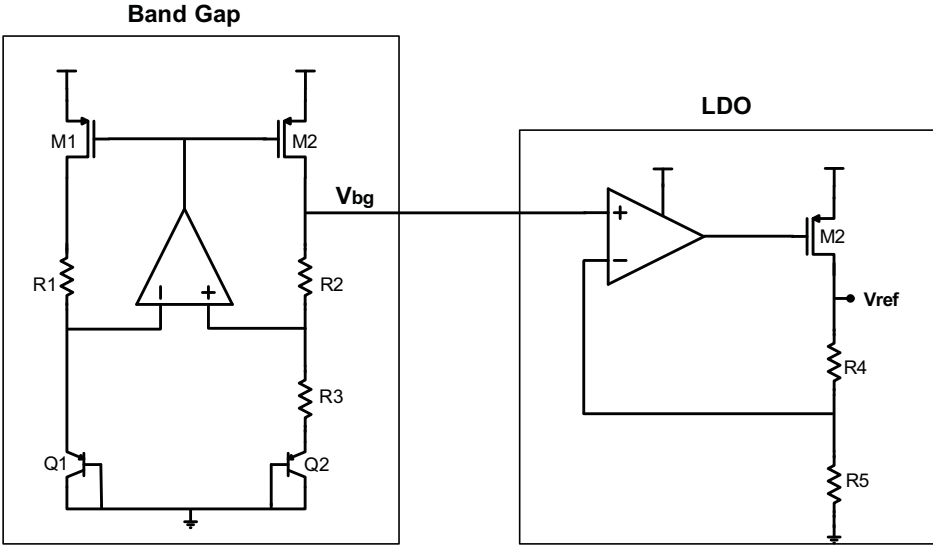 Band Gap
LDO
M1
M2
Vbg
+
M2
−
R1
− +
R2
Vref
R4
R3
Q1
Q2
R5